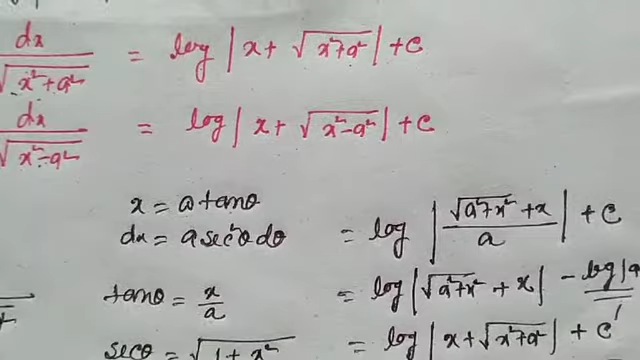 dx/√(x²+a²) = log |x + √(x²+a²)| + c
dx/√(x²-a²) = log |x + √(x²-a²)| + c
x = a tanθ
dx = a sec²θ dθ = log |(√(a²+x²) + x)/a| + c
tanθ = x/a = log |√(a²+x²) + x| - log |a
secθ = √(1 + x² = log |x + √(x²+a²)| + c'